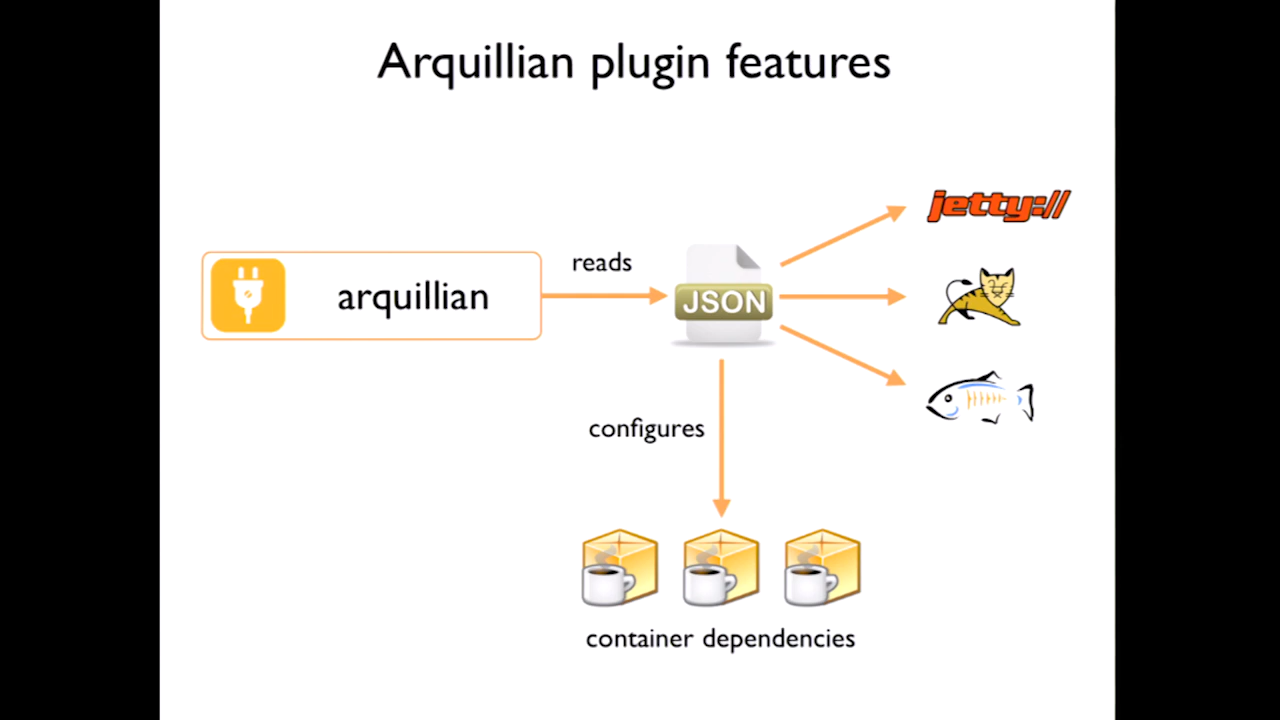 Arquillian plugin features
jetty://
reads
arquillian
JSON
configures
container dependencies